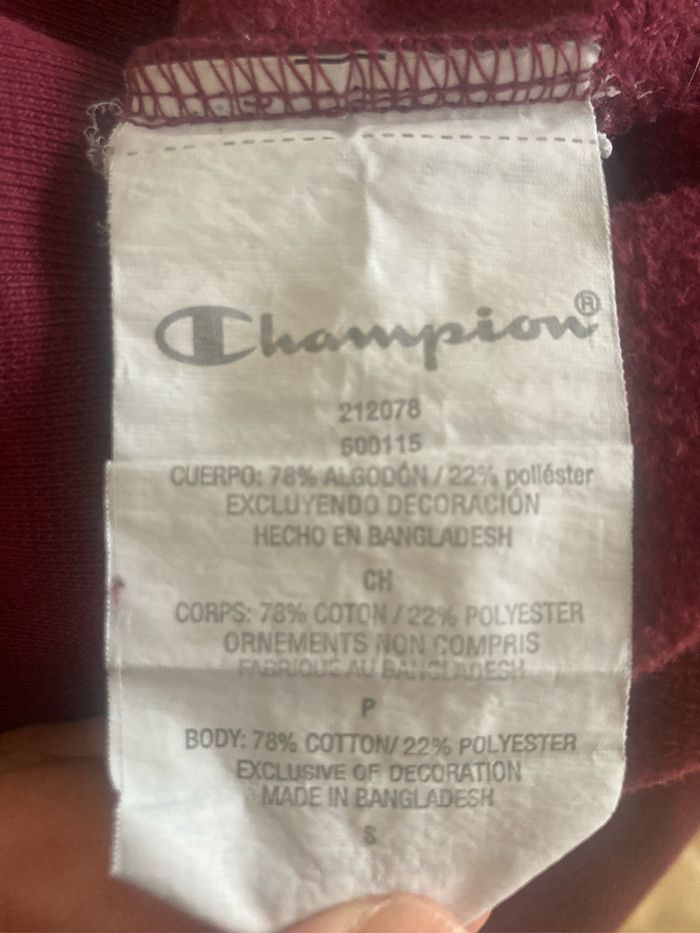 Champion®
212078
600115
CUERPO: 78% ALGODÓN / 22% poliéster
EXCLUYENDO DECORACIÓN
HECHO EN BANGLADESH
CH
CORPS: 78% COTON / 22% POLYESTER
ORNEMENTS NON COMPRIS
FABRIQUÉ AU BANGLADESH
P
BODY: 78% COTTON/ 22% POLYESTER
EXCLUSIVE OF DECORATION
MADE IN BANGLADESH
S